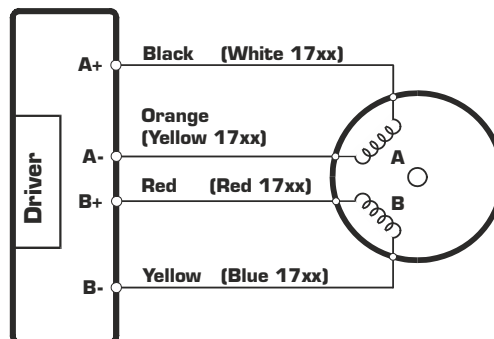 A+ Black (White 17xx)
Orange
(Yellow 17xx)
A-
A
Driver
B+ Red (Red 17xx)
B
B- Yellow (Blue 17xx)